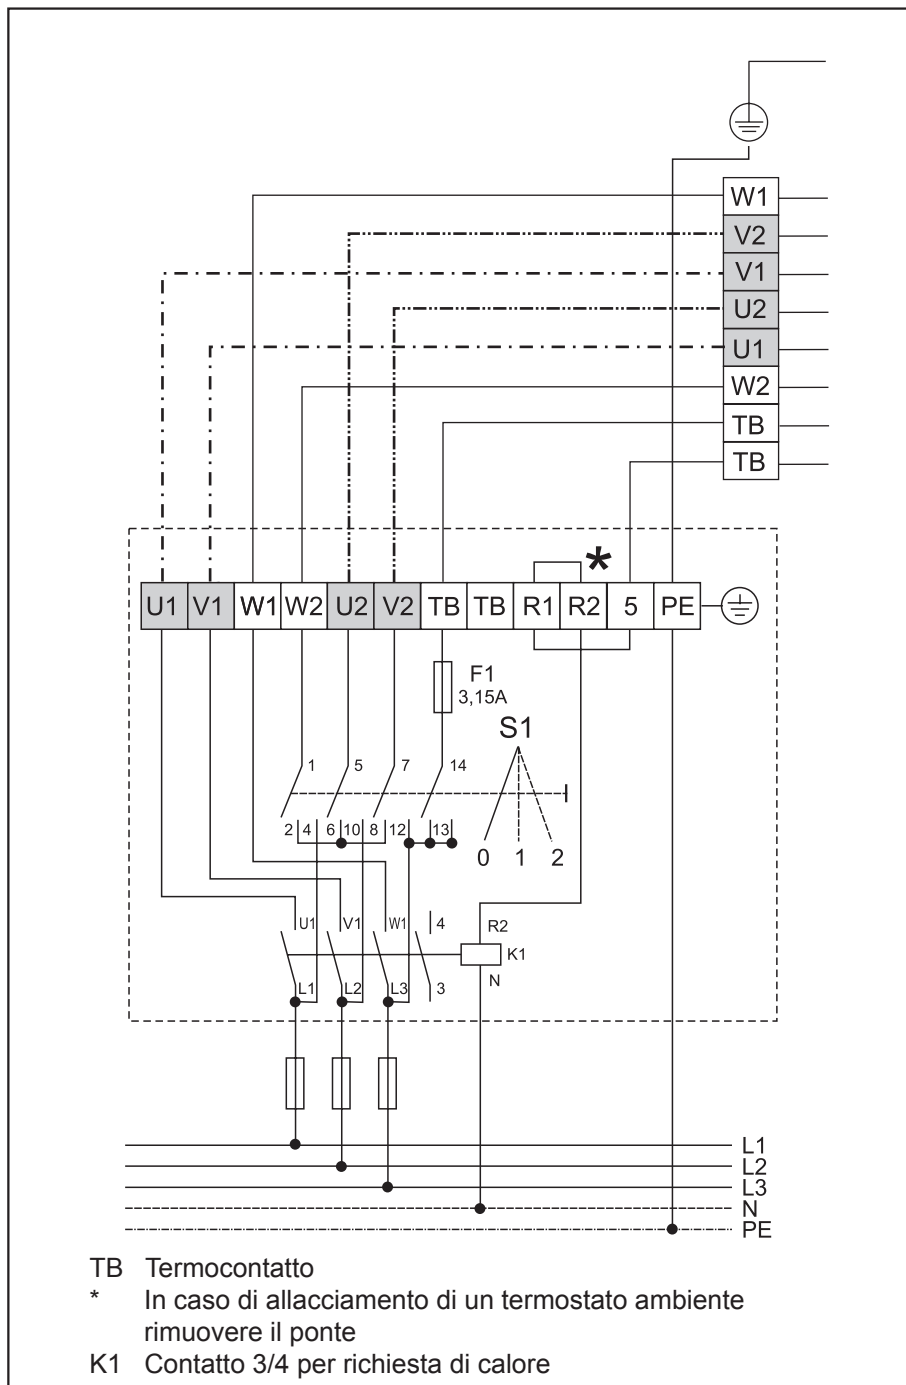 W1
V2
V1
U2
U1
W2
TB
TB
*
U1 V1 W1 W2 U2 V2 TB TB R1 R2 5 PE
F1
3,15A
S1
1 5 7 14
2 4 6 10 8 12 13
0 1 2
U1 V1 W1 4 R2
K1
L1 L2 L3 3 N
L1
L2
L3
N
PE
TB Termocontatto
* In caso di allacciamento di un termostato ambiente
rimuovere il ponte
K1 Contatto 3/4 per richiesta di calore